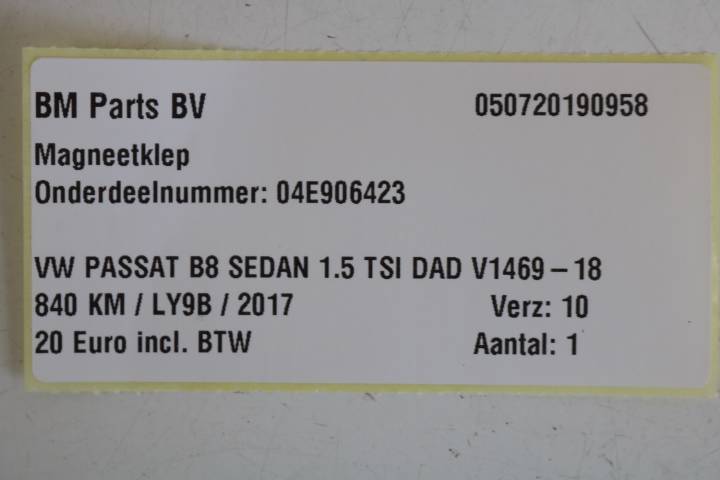 BM Parts BV 050720190958
Magneetklep
Onderdeelnummer: 04E906423
VW PASSAT B8 SEDAN 1.5 TSI DAD V1469 – 18
840 KM / LY9B / 2017 Verz: 10
20 Euro incl. BTW Aantal: 1